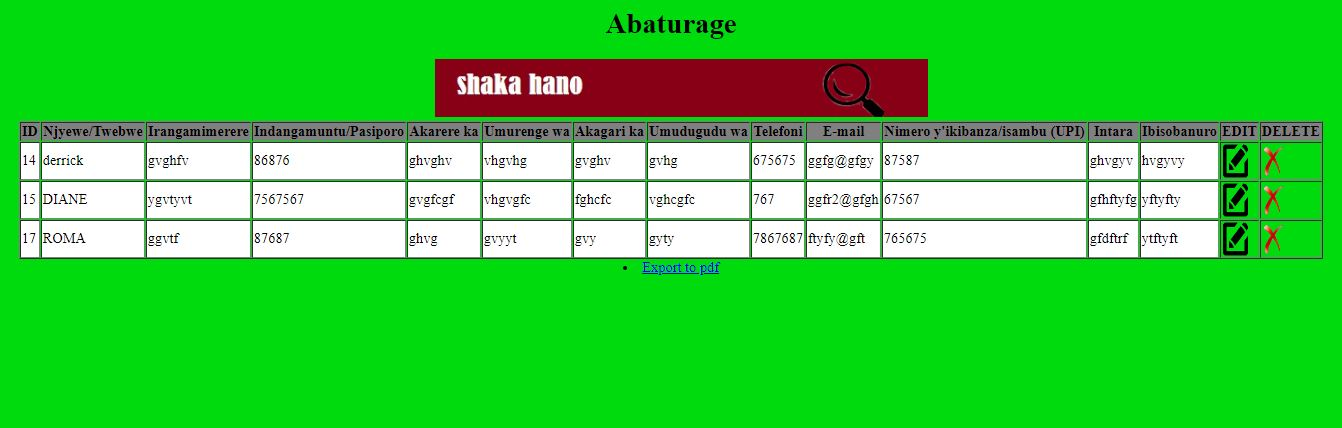 Abaturage
shaka hano
ID Njyewe/Twebwe Irangamimerere Indangamuntu/Pasiporo Akarere ka Umurenge wa Akagari ka Umudugudu wa Telefoni E-mail Nimero y'ikibanza/isambu (UPI) Intara Ibisobanuro EDIT DELETE
14 derrick gvghfv 86876 ghvghv vhgvhg gvghv gvhg 675675 ggfg@gfgy 87587 ghvgyv hvgyvy
15 DIANE ygvtyvt 7567567 gvgfcgf vhgvgfc fghcfc vghcgfc 767 ggfr2@gfgh 67567 gfhftyfg yftyfty
17 ROMA ggvtf 87687 ghvg gvyyt gvy gyty 7867687 ftyfy@gft 765675 gfdftrf ytftyft
• Export to pdf